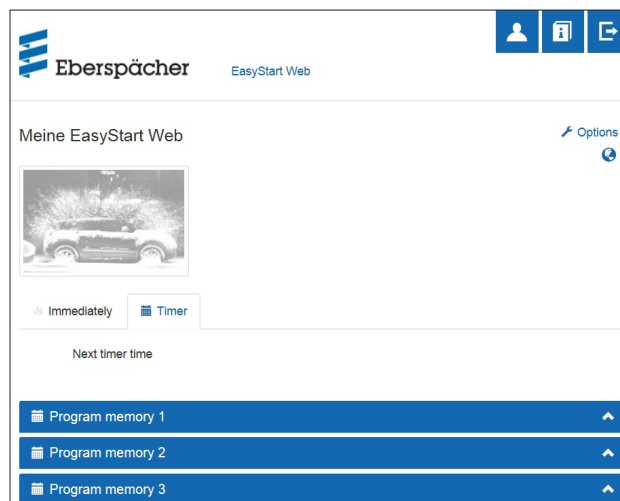 Eberspächer
EasyStart Web
Meine EasyStart Web
Options
Immediately
Timer
Next timer time
Program memory 1
Program memory 2
Program memory 3